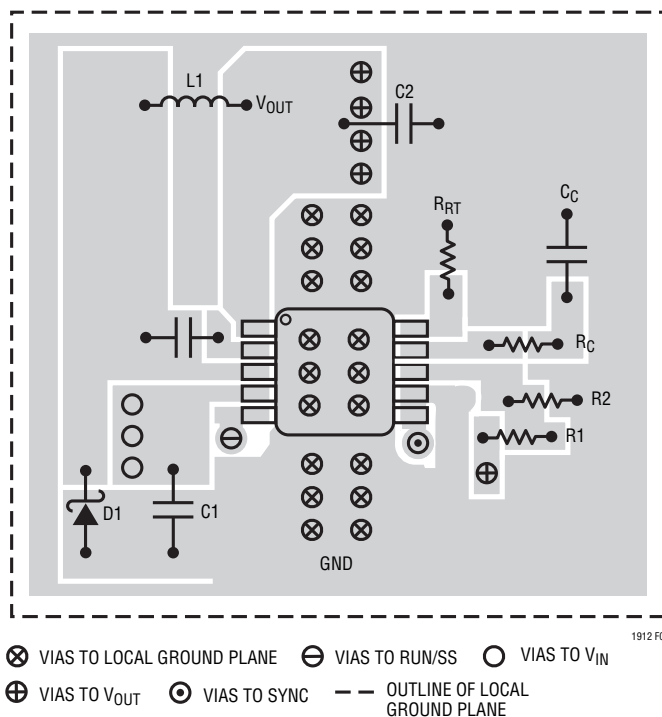 L1
VOUT
C2
RRT
CC
RC
R2
R1
D1
C1
GND
1912 F0
VIAS TO LOCAL GROUND PLANE
VIAS TO RUN/SS
VIAS TO VIN
VIAS TO VOUT
VIAS TO SYNC
OUTLINE OF LOCAL
GROUND PLANE